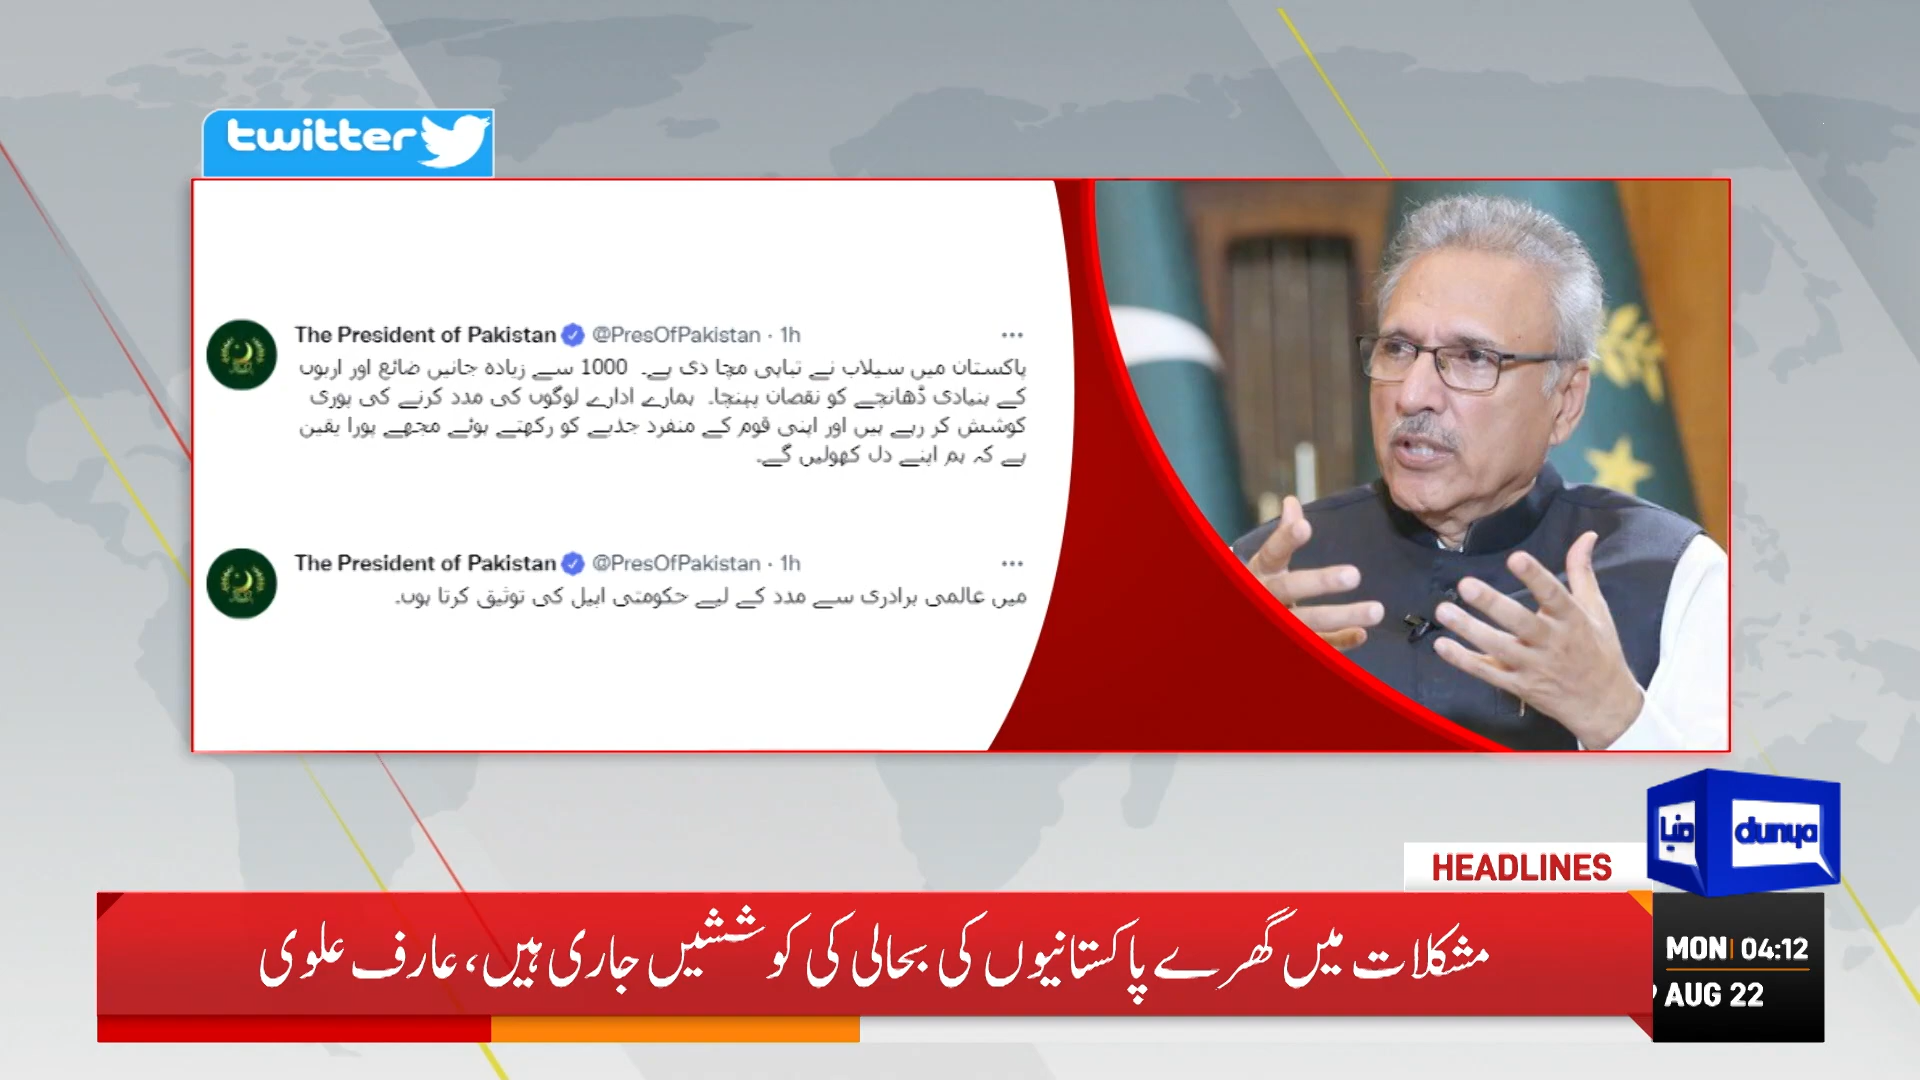 twitter
The President of Pakistan @PresOfPakistan · 1h
پاکستان میں سیلاب نے تباہی مچا دی ہے۔ 1000 سے زیادہ جانیں ضائع اور اربوں
کے بنیادی ڈھانچے کو نقصان پہنچا۔ ہمارے ادارے لوگوں کی مدد کرنے کی پوری
کوشش کر رہے ہیں اور اپنی قوم کے منفرد جذبے کو رکھتے ہوئے مجھے پورا یقین
ہے کہ ہم اپنے دل کھولیں گے۔
The President of Pakistan @PresOfPakistan · 1h
میں عالمی برادری سے مدد کے لیے حکومتی اپیل کی توثیق کرتا ہوں۔
دنیا dunya
HEADLINES
مشکلات میں گھرے پاکستانیوں کی بحالی کی کوششیں جاری ہیں، عارف علوی
MON 04:12
AUG 22